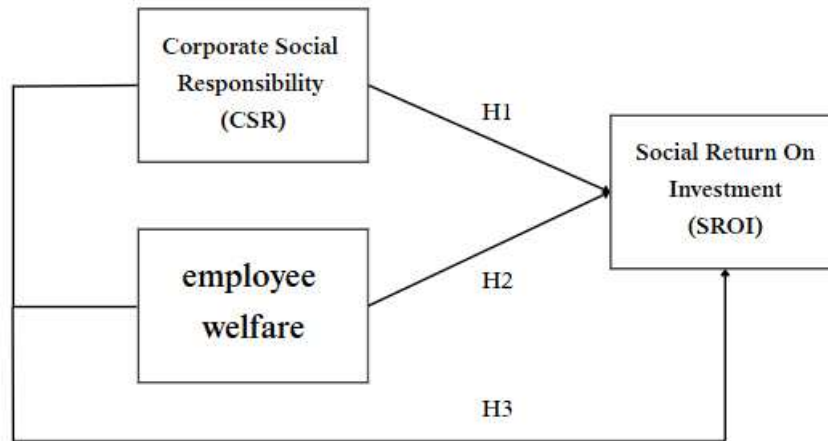 Corporate Social
Responsibility
(CSR)
H1
Social Return On
Investment
(SROI)
employee
welfare
H2
H3